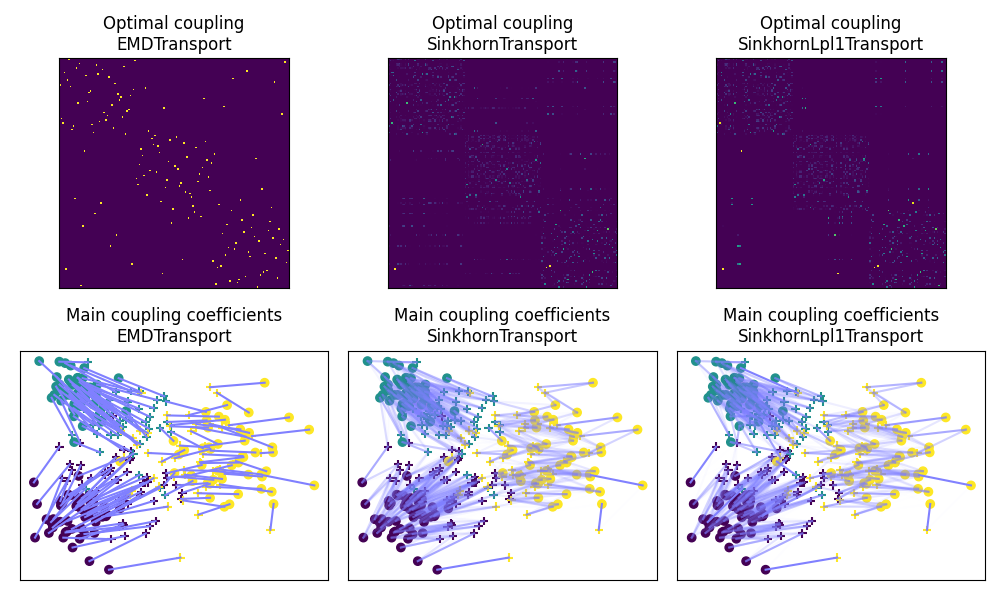 Optimal coupling
EMDTransport
Optimal coupling
SinkhornTransport
Optimal coupling
SinkhornLpl1Transport
Main coupling coefficients
EMDTransport
Main coupling coefficients
SinkhornTransport
Main coupling coefficients
SinkhornLpl1Transport